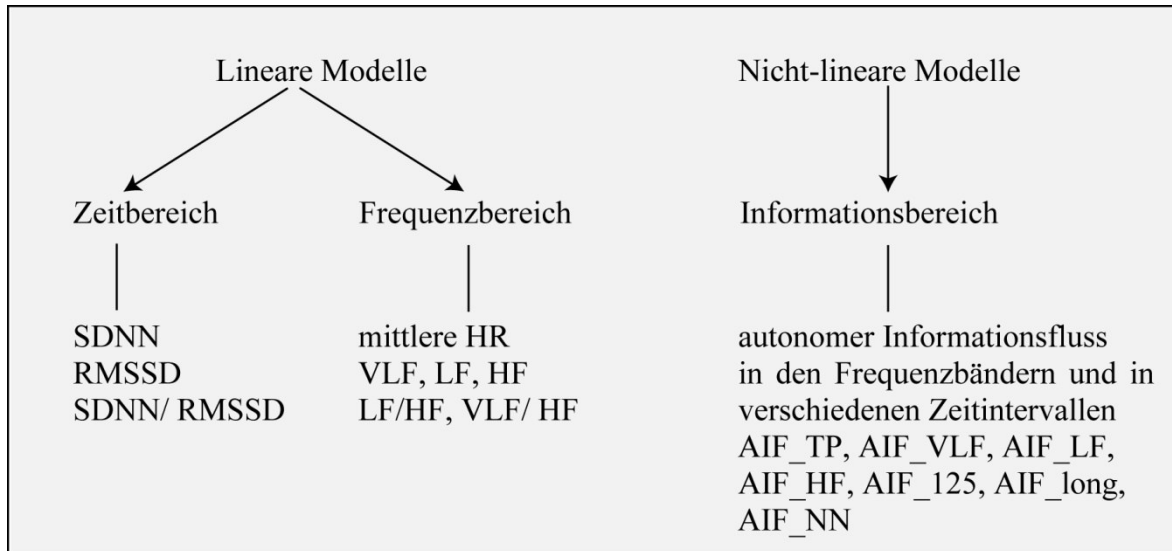 Lineare Modelle
Zeitbereich
SDNN
RMSSD
SDNN/ RMSSD
Frequenzbereich
mittlere HR
VLF, LF, HF
LF/HF, VLF/ HF
Nicht-lineare Modelle
Informationsbereich
autonomer Informationsfluss
in den Frequenzbändern und in
verschiedenen Zeitintervallen
AIF_TP, AIF_VLF, AIF_LF,
AIF_HF, AIF_125, AIF_long,
AIF_NN